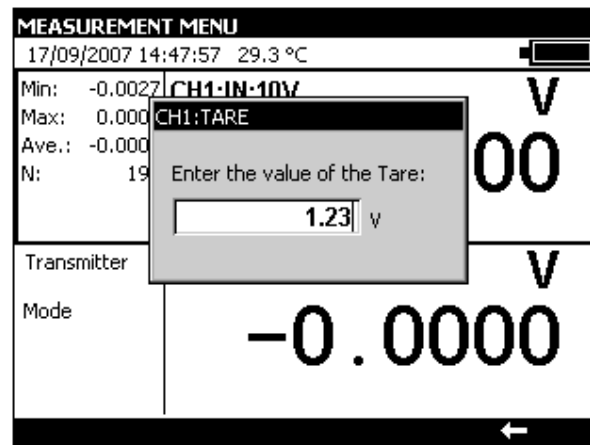 MEASUREMENT MENU
17/09/2007 14:47:57 29.3 °C
Min: -0.0027
CH1:IN:10V
V
Max: 0.000
Ave.: -0.000
N: 19
00
CH1:TARE
Enter the value of the Tare:
1.23 V
Transmitter
V
Mode
-0.0000